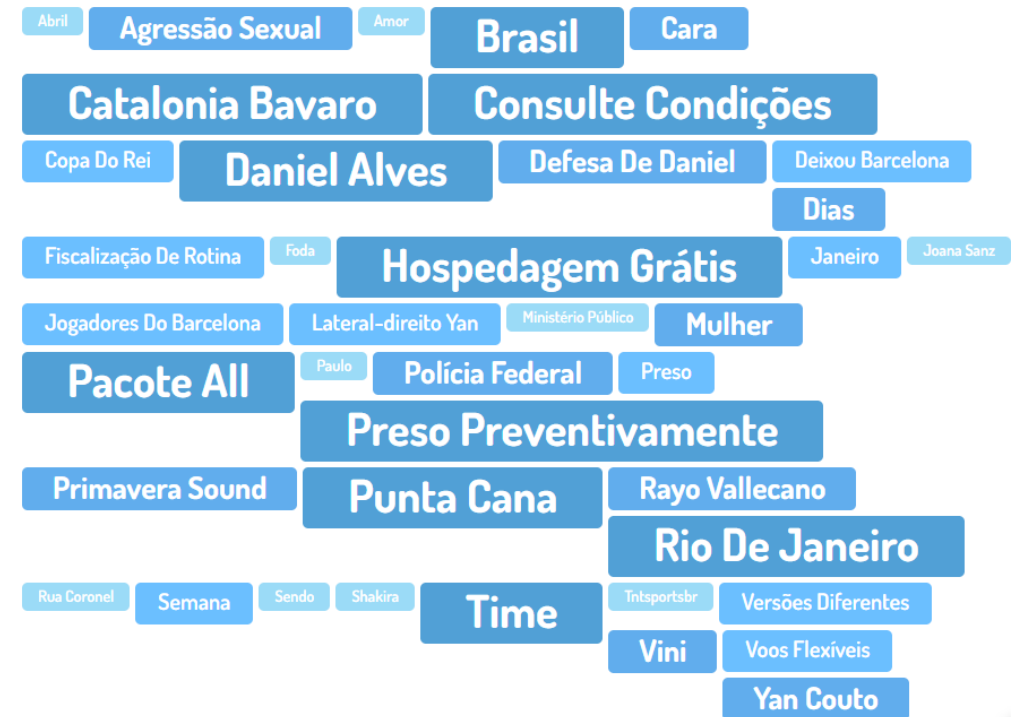 Abril Agressão Sexual Amor Brasil Cara
Catalonia Bavaro Consulte Condições
Copa Do Rei Daniel Alves Defesa De Daniel Deixou Barcelona
Dias
Fiscalização De Rotina Foda Hospedagem Grátis Janeiro Joana Sanz
Jogadores Do Barcelona Lateral-direito Yan Ministério Público Mulher
Pacote All Paulo Polícia Federal Preso
Preso Preventivamente
Primavera Sound Punta Cana Rayo Vallecano
Rio De Janeiro
Rua Coronel Semana Sendo Shakira Time Tntsportsbr Versões Diferentes
Vini Voos Flexíveis
Yan Couto